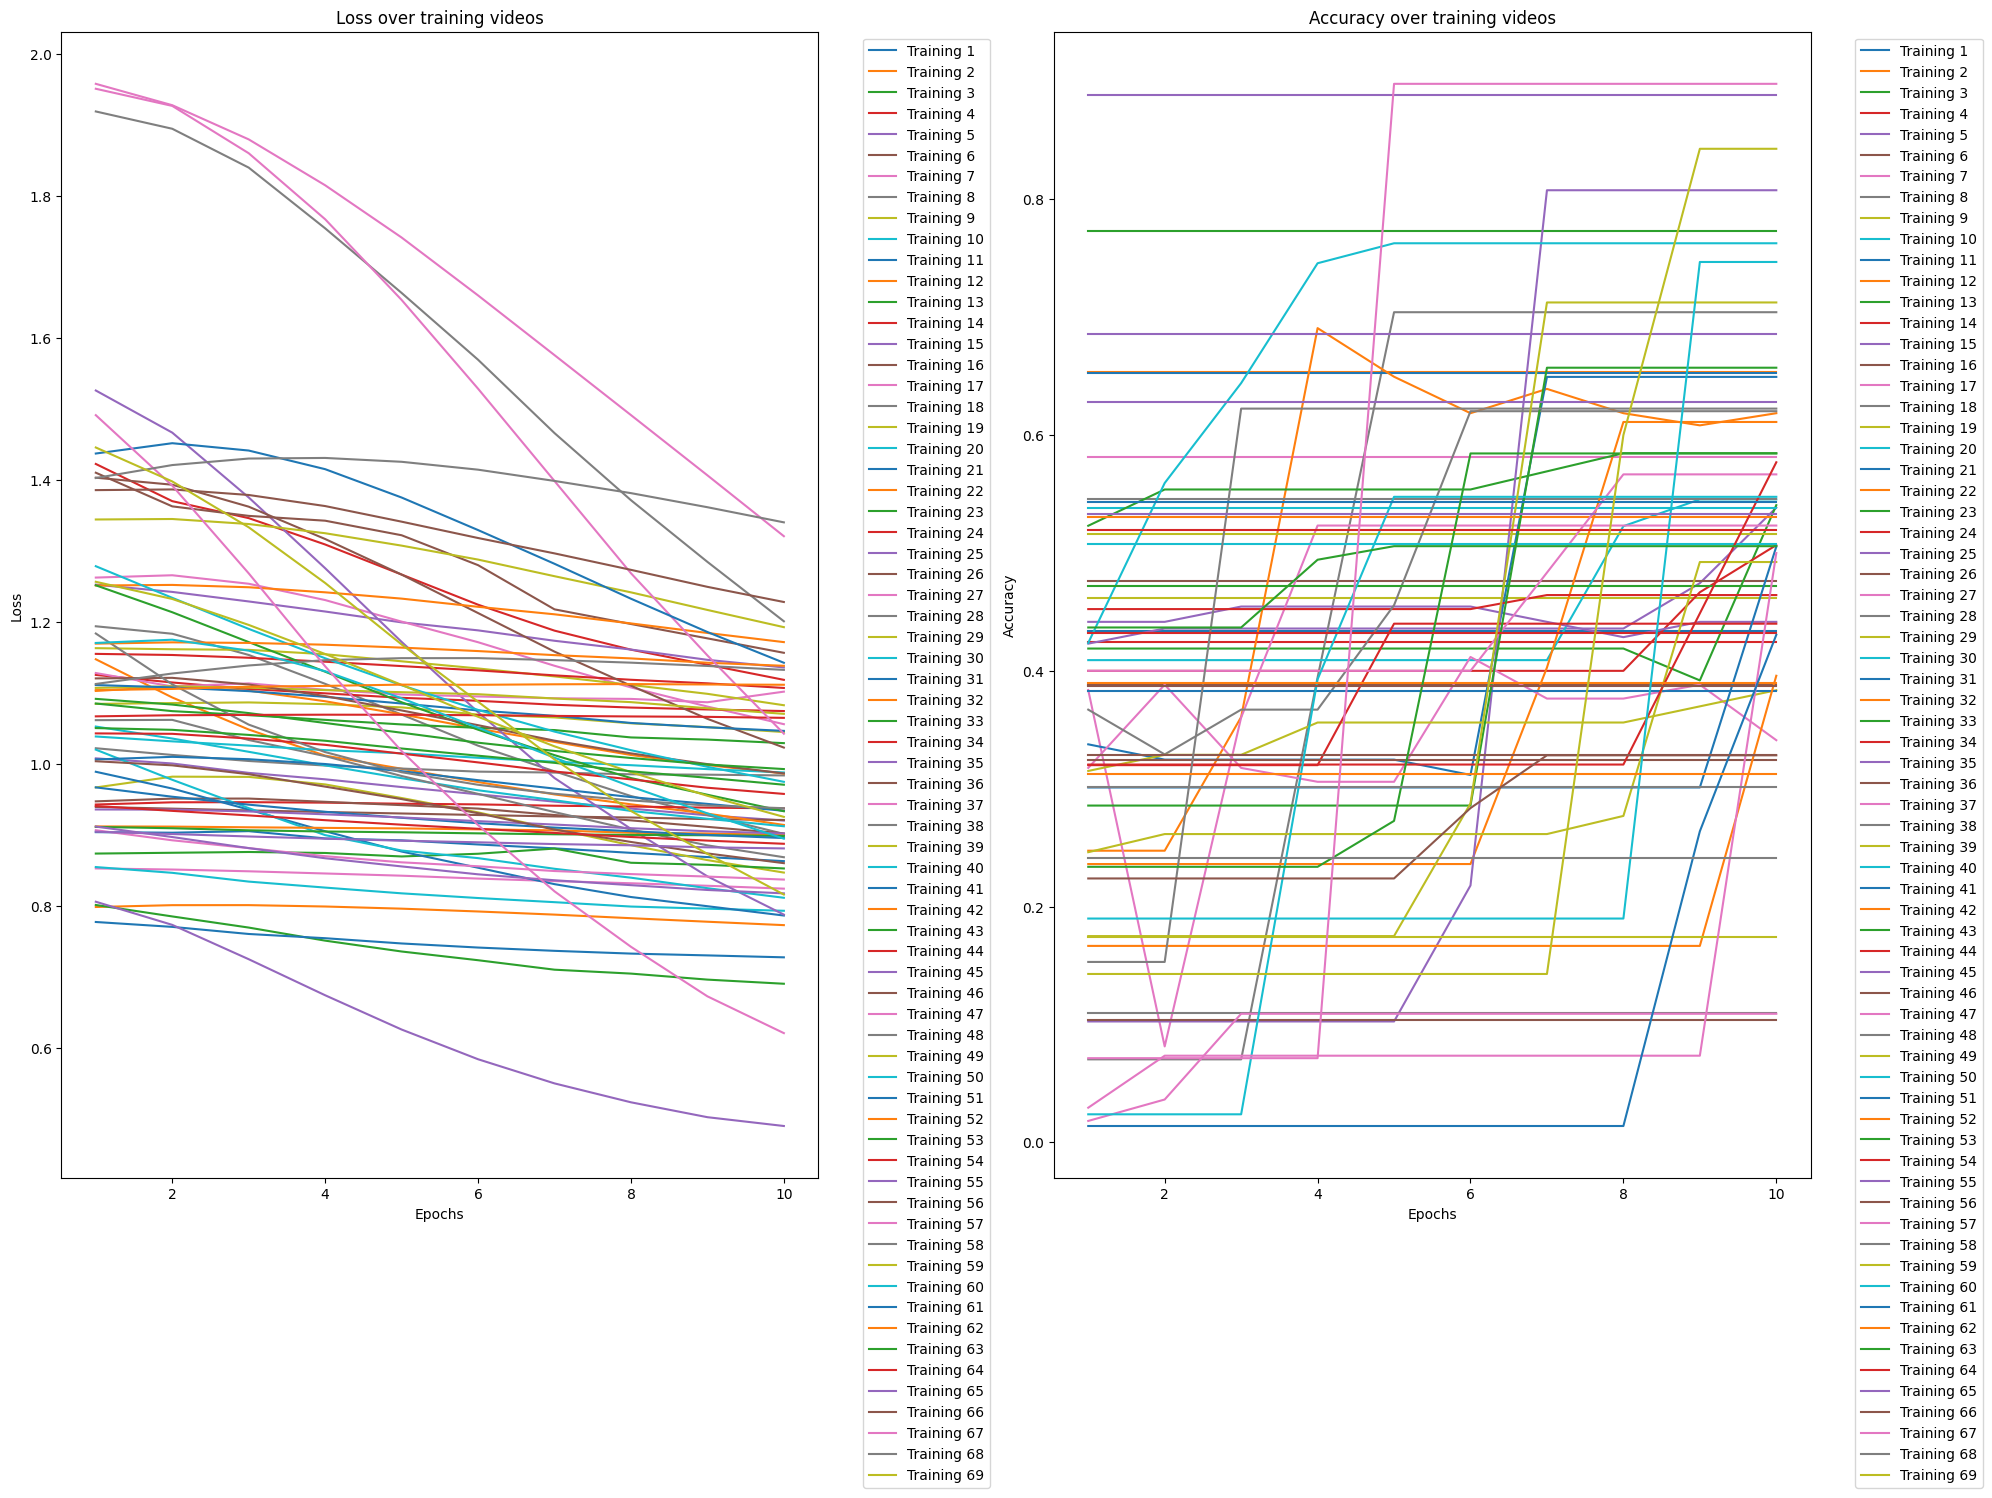 Loss over training videos
2.0
1.8
1.6
1.4
1.2
1.0
0.8
0.6
Loss
2
4
6
8
10
Epochs
Training 1
Training 2
Training 3
Training 4
Training 5
Training 6
Training 7
Training 8
Training 9
Training 10
Training 11
Training 12
Training 13
Training 14
Training 15
Training 16
Training 17
Training 18
Training 19
Training 20
Training 21
Training 22
Training 23
Training 24
Training 25
Training 26
Training 27
Training 28
Training 29
Training 30
Training 31
Training 32
Training 33
Training 34
Training 35
Training 36
Training 37
Training 38
Training 39
Training 40
Training 41
Training 42
Training 43
Training 44
Training 45
Training 46
Training 47
Training 48
Training 49
Training 50
Training 51
Training 52
Training 53
Training 54
Training 55
Training 56
Training 57
Training 58
Training 59
Training 60
Training 61
Training 62
Training 63
Training 64
Training 65
Training 66
Training 67
Training 68
Training 69
Accuracy over training videos
0.8
0.6
0.4
0.2
0.0
Accuracy
2
4
6
8
10
Epochs
Training 1
Training 2
Training 3
Training 4
Training 5
Training 6
Training 7
Training 8
Training 9
Training 10
Training 11
Training 12
Training 13
Training 14
Training 15
Training 16
Training 17
Training 18
Training 19
Training 20
Training 21
Training 22
Training 23
Training 24
Training 25
Training 26
Training 27
Training 28
Training 29
Training 30
Training 31
Training 32
Training 33
Training 34
Training 35
Training 36
Training 37
Training 38
Training 39
Training 40
Training 41
Training 42
Training 43
Training 44
Training 45
Training 46
Training 47
Training 48
Training 49
Training 50
Training 51
Training 52
Training 53
Training 54
Training 55
Training 56
Training 57
Training 58
Training 59
Training 60
Training 61
Training 62
Training 63
Training 64
Training 65
Training 66
Training 67
Training 68
Training 69